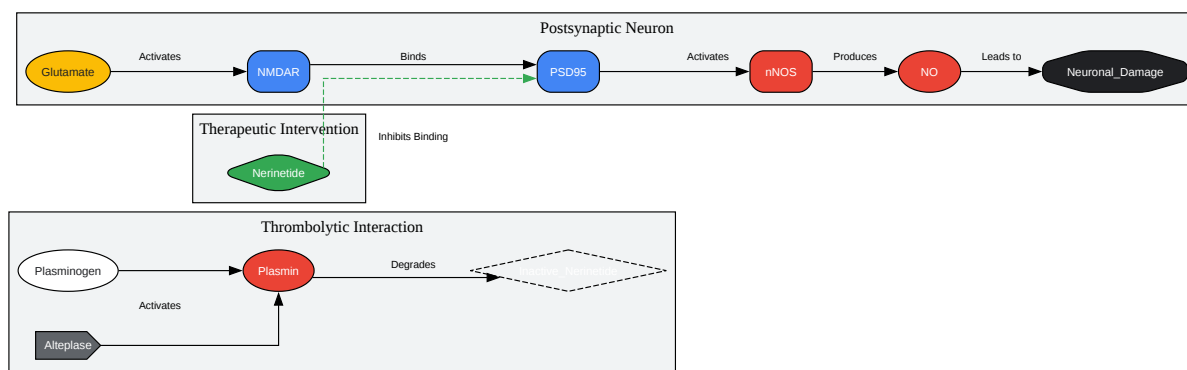 Postsynaptic Neuron
Glutamate
Activates
NMDAR
Binds
PSD95
Activates
nNOS
Produces
NO
Leads to
Neuronal_Damage
Therapeutic Intervention
Inhibits Binding
Nerinetide
Thrombolytic Interaction
Plasminogen
Plasmin
Degrades
Inactive_Nerinetide
Activates
Alteplase